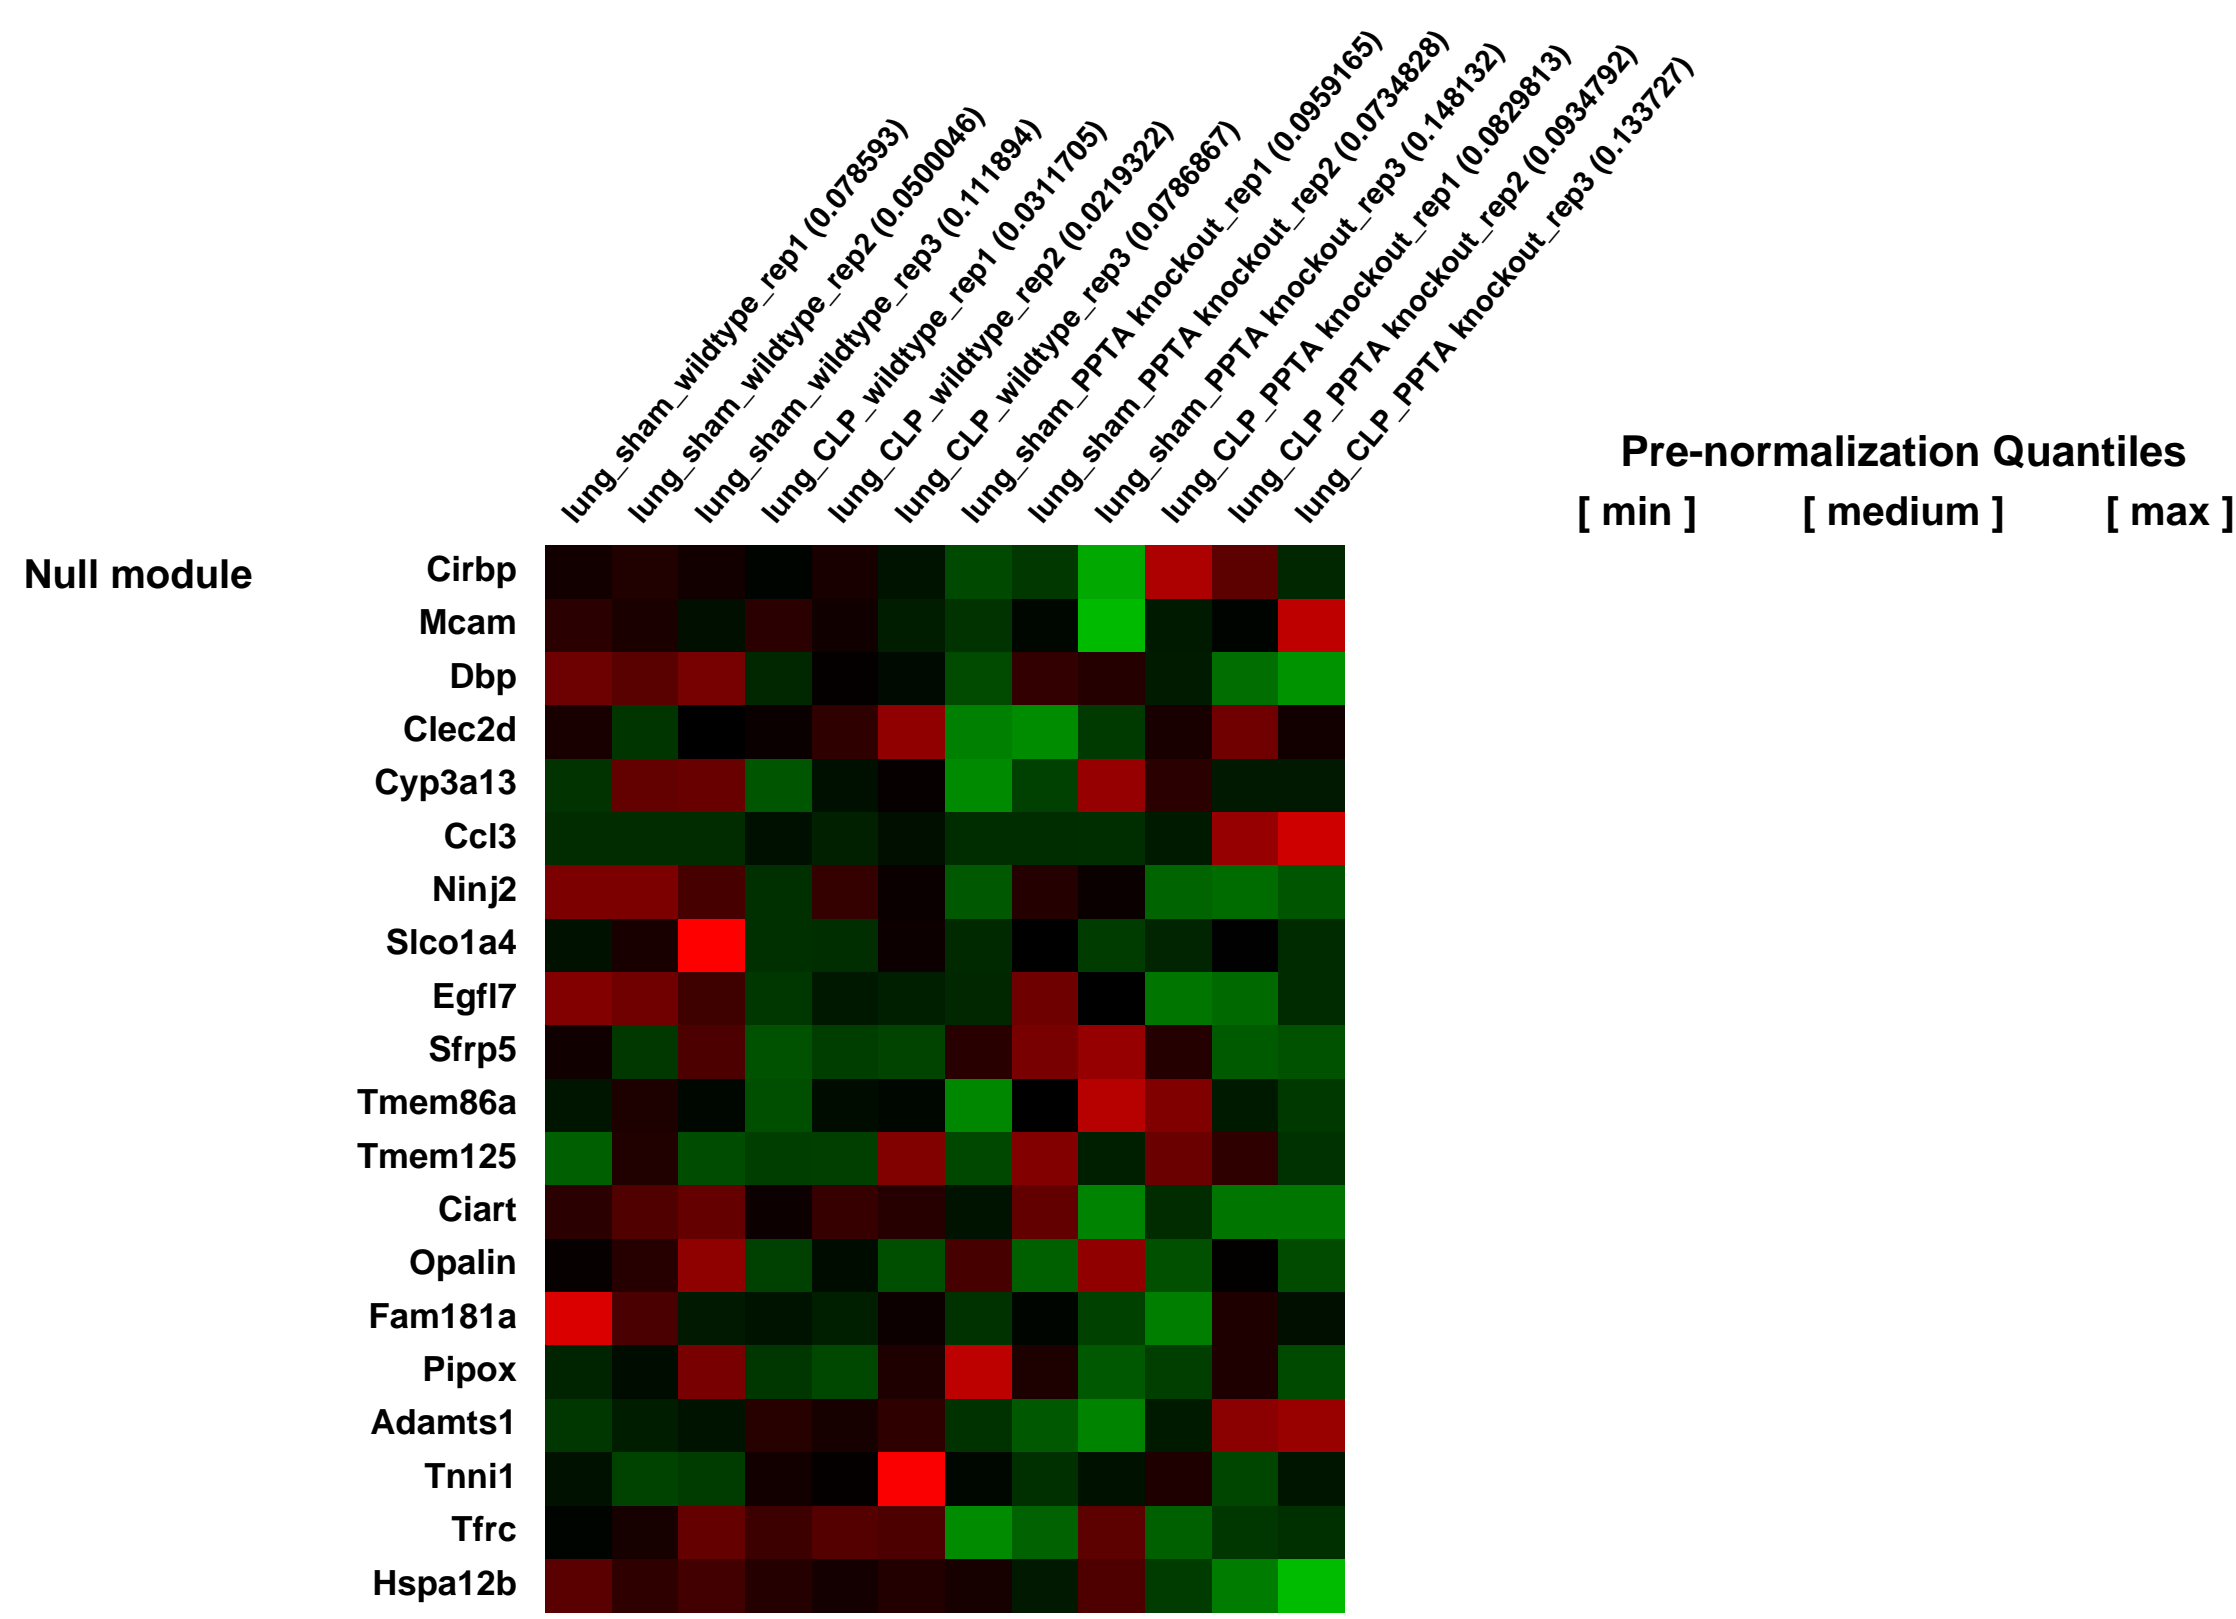 lung_sham_wildtype_rep1 (0.078593)
lung_sham_wildtype_rep2 (0.0500046)
lung_sham_wildtype_rep3 (0.111894)
lung_CLP_wildtype_rep1 (0.0311705)
lung_CLP_wildtype_rep2 (0.0219322)
lung_CLP_wildtype_rep3 (0.0786867)
lung_sham_PPTA knockout_rep1 (0.0959165)
lung_sham_PPTA knockout_rep2 (0.0734828)
lung_sham_PPTA knockout_rep3 (0.148132)
lung_CLP_PPTA knockout_rep1 (0.0829813)
lung_CLP_PPTA knockout_rep2 (0.0934792)
lung_CLP_PPTA knockout_rep3 (0.133727)
Pre-normalization Quantiles
[ min ] [ medium ] [ max ]
Null module
Cirbp
Mcam
Dbp
Clec2d
Cyp3a13
Ccl3
Ninj2
Slco1a4
Egfl7
Sfrp5
Tmem86a
Tmem125
Ciart
Opalin
Fam181a
Pipox
Adamts1
Tnni1
Tfrc
Hspa12b